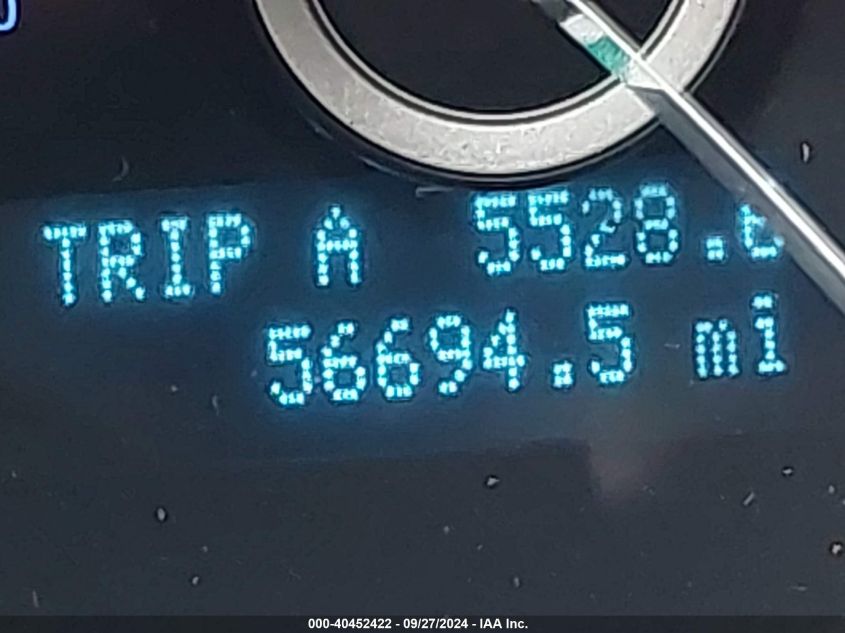 TRIP A 5528.
56694.5 mi
000-40452422 - 09/27/2024 - IAA Inc.